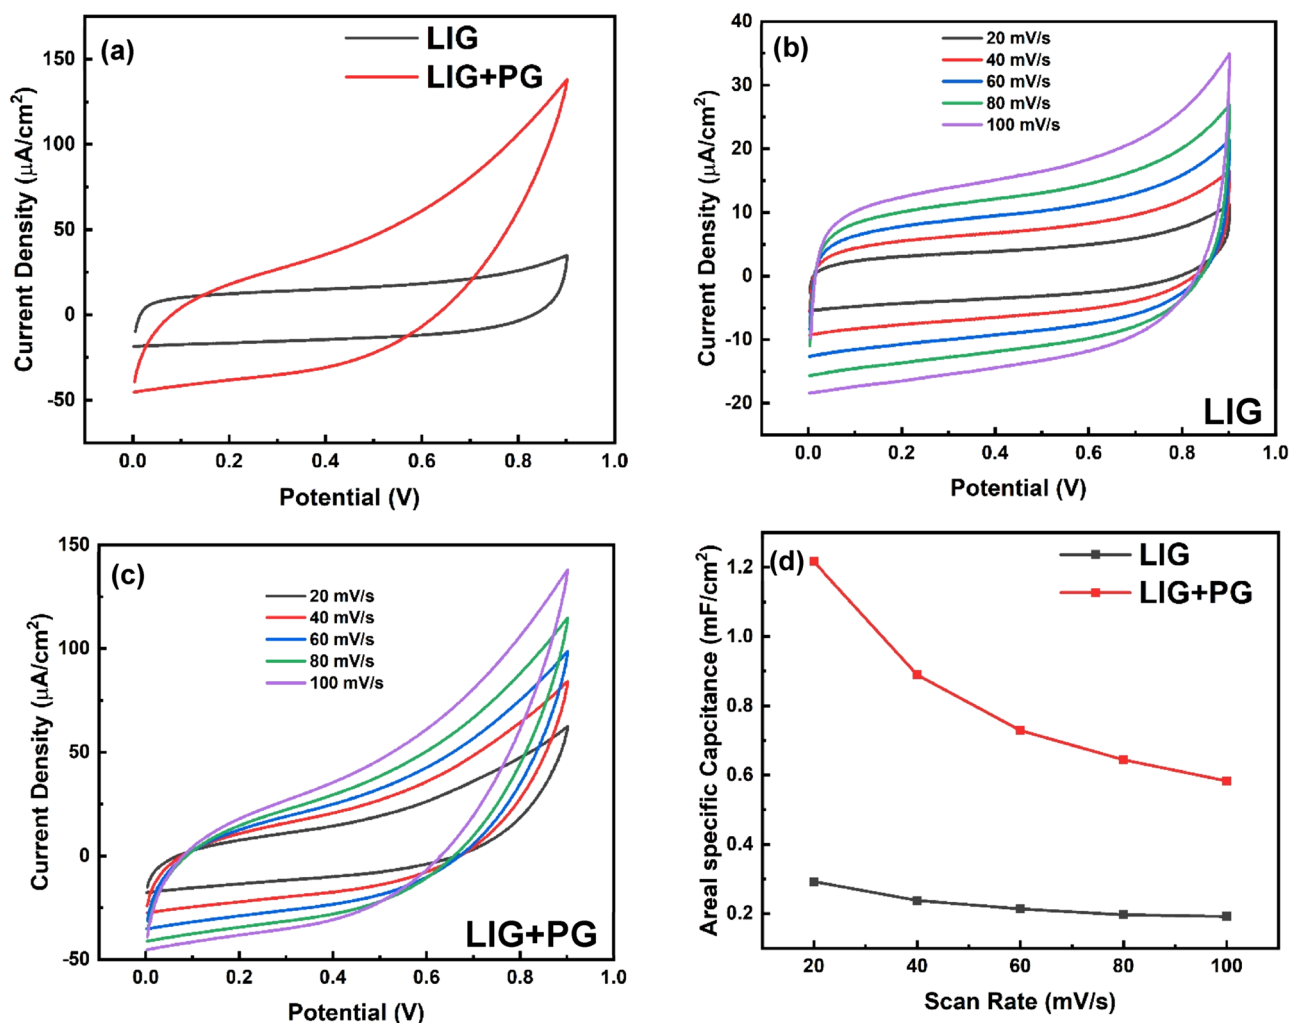 (a)
LIG
LIG+PG
150
100
50
0
-50
Current Density (μA/cm²)
0.0 0.2 0.4 0.6 0.8 1.0
Potential (V)
(b)
20 mV/s
40 mV/s
60 mV/s
80 mV/s
100 mV/s
40
30
20
10
0
-10
-20
Current Density (μA/cm²)
LIG
0.0 0.2 0.4 0.6 0.8 1.0
Potential (V)
(c)
20 mV/s
40 mV/s
60 mV/s
80 mV/s
100 mV/s
150
100
50
0
-50
Current Density (μA/cm²)
LIG+PG
0.0 0.2 0.4 0.6 0.8 1.0
Potential (V)
(d)
LIG
LIG+PG
1.2
1.0
0.8
0.6
0.4
0.2
Areal specific Capcitance (mF/cm²)
20 40 60 80 100
Scan Rate (mV/s)